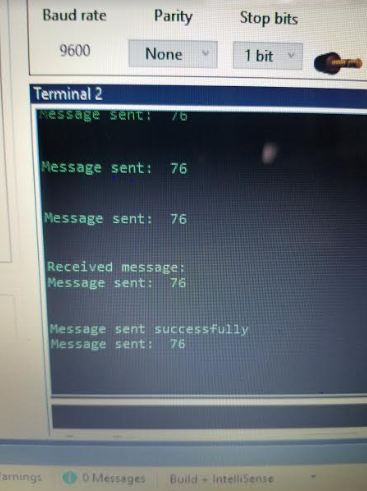 Baud rate Parity Stop bits
9600 None 1 bit
Terminal 2
Message sent: 76
Message sent: 76
Message sent: 76
Received message:
Message sent: 76
Message sent successfully
Message sent: 76
arnings 0 Messages Build + IntelliSense